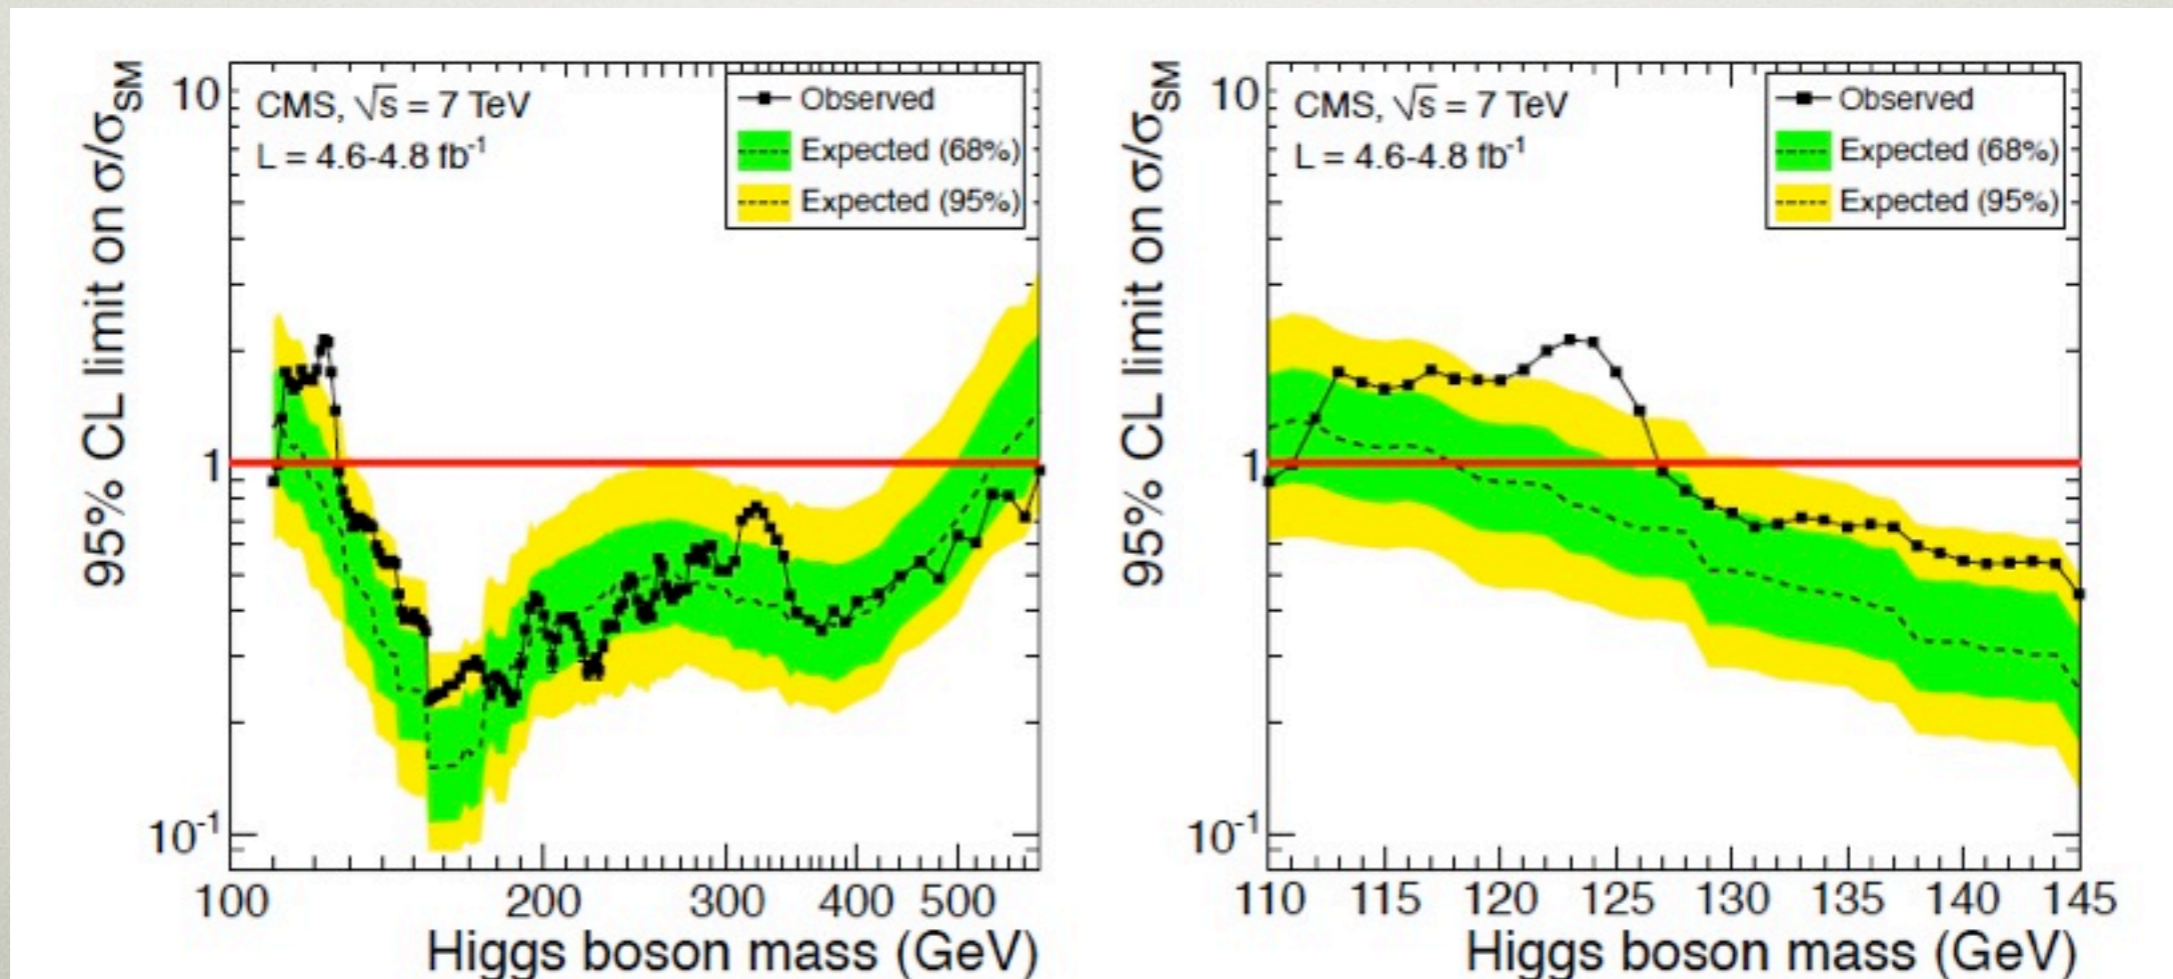 95% CL limit on σ/σSM
10
1
10-1
CMS, √s = 7 TeV
L = 4.6-4.8 fb-1
Observed
Expected (68%)
Expected (95%)
100 200 300 400 500
Higgs boson mass (GeV)
95% CL limit on σ/σSM
10
1
10-1
CMS, √s = 7 TeV
L = 4.6-4.8 fb-1
Observed
Expected (68%)
Expected (95%)
110 115 120 125 130 135 140 145
Higgs boson mass (GeV)